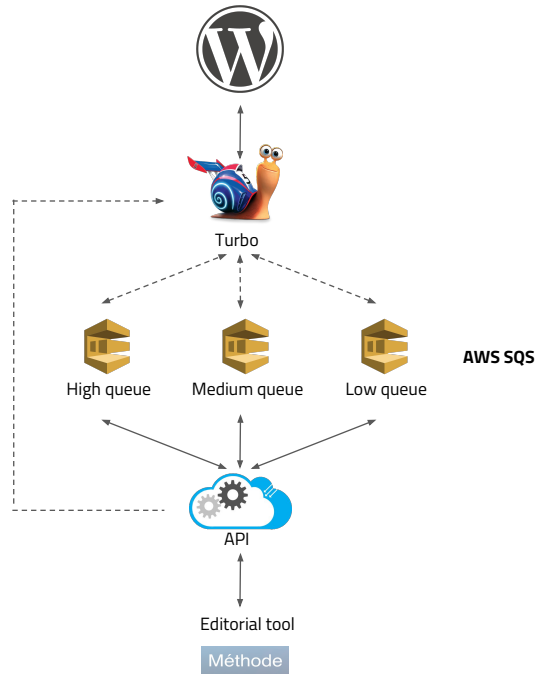 W
Turbo
High queue
Medium queue
Low queue
AWS SQS
API
Editorial tool
Méthode